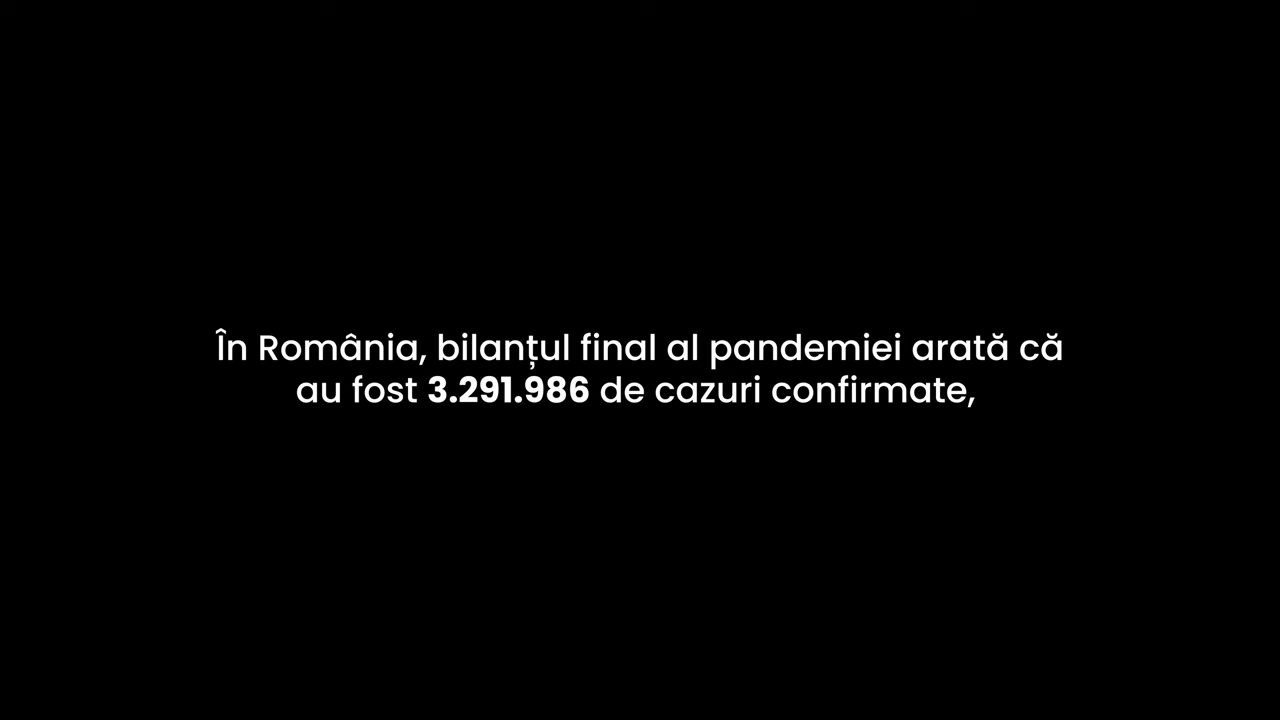 În România, bilanțul final al pandemiei arată că
au fost 3.291.986 de cazuri confirmate,